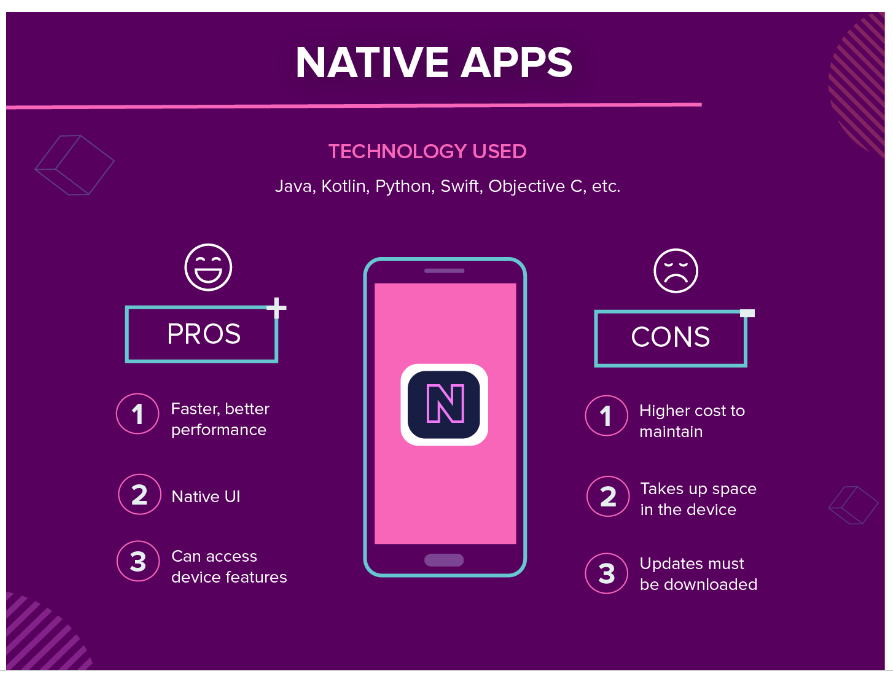 NATIVE APPS
TECHNOLOGY USED
Java, Kotlin, Python, Swift, Objective C, etc.
PROS
1
Faster, better
performance
2
Native UI
3
Can access
device features
N
CONS
1
Higher cost to
maintain
2
Takes up space
in the device
3
Updates must
be downloaded